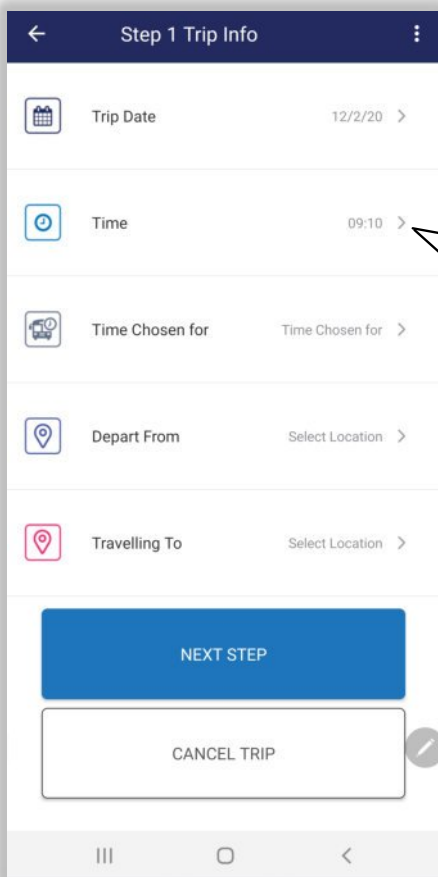 Step 1 Trip Info
Trip Date 12/2/20
Time 09:10
Time Chosen for Time Chosen for
Depart From Select Location
Travelling To Select Location
NEXT STEP
CANCEL TRIP